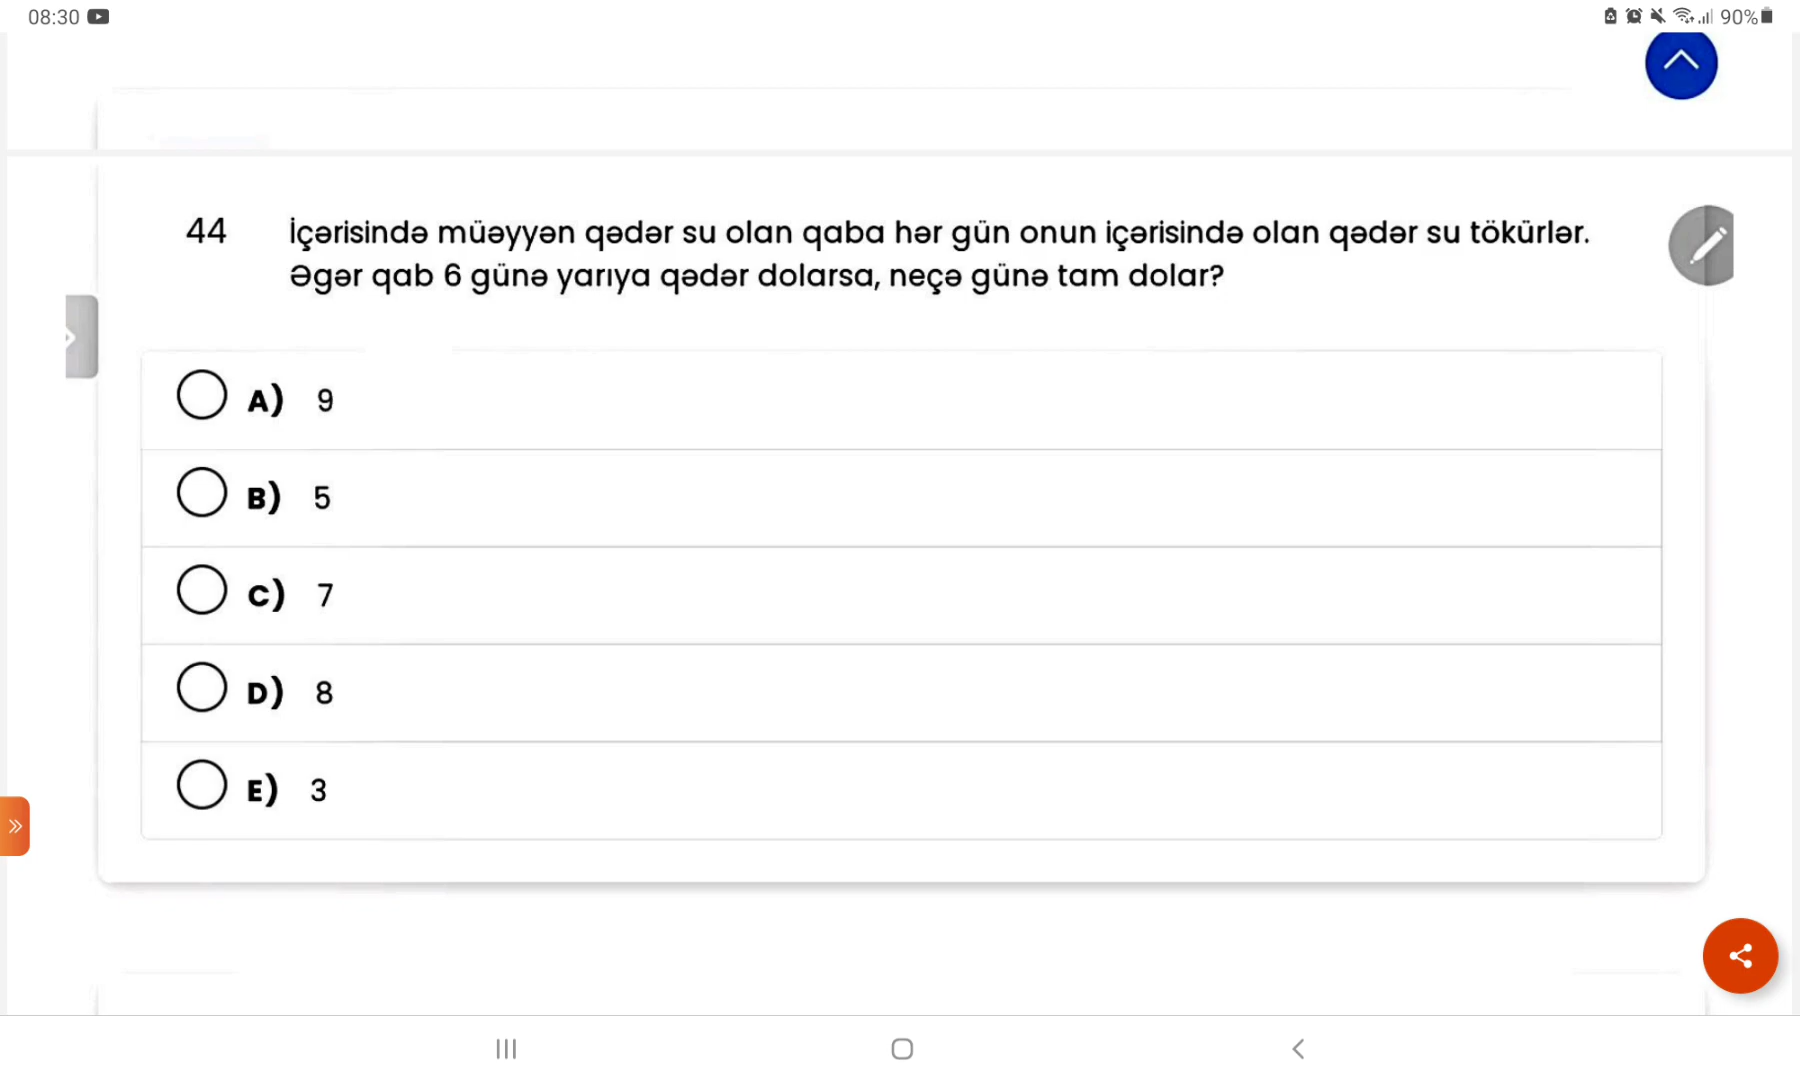 08:30
90%
44 İçərisində müəyyən qədər su olan qaba hər gün onun içərisində olan qədər su tökürlər.
Əgər qab 6 günə yarıya qədər dolarsa, neçə günə tam dolar?
A) 9
B) 5
C) 7
D) 8
E) 3